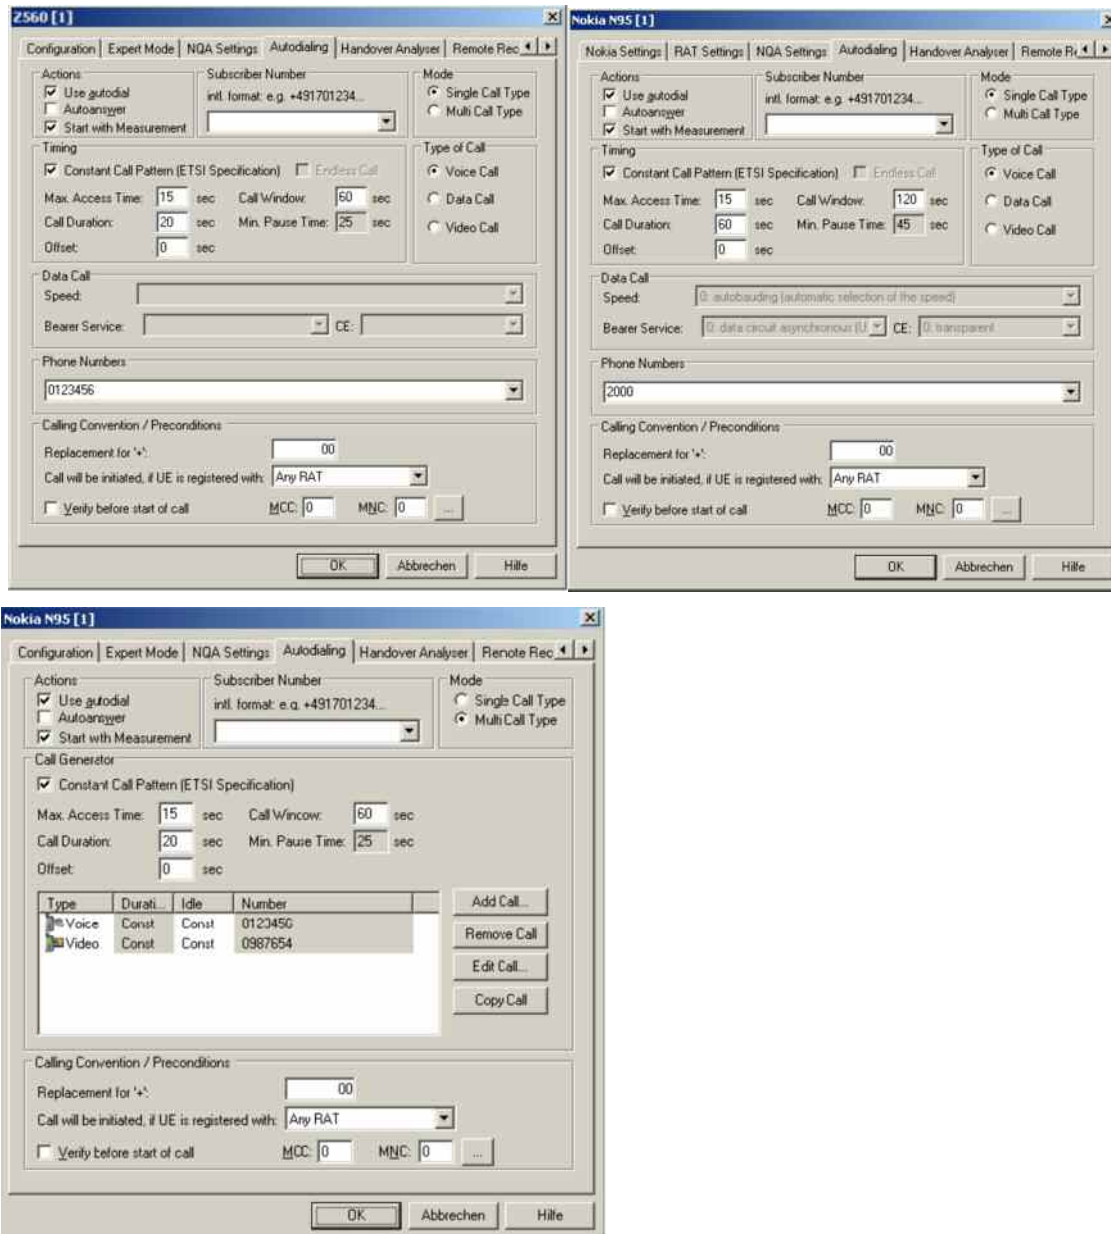 Z560 [1]
Configuration Expert Mode NQA Settings Autodialing Handover Analyser Remote Rec
Actions Subscriber Number Mode
Use autodial intl. format: e.g. +491701234... Single Call Type
Autoanswer Multi Call Type
Start with Measurement
Timing Type of Call
Constant Call Pattern (ETSI Specification) Endless Call Voice Call
Max. Access Time: 15 sec Call Window: 60 sec Data Call
Call Duration: 20 sec Min. Pause Time: 25 sec Video Call
Offset: 0 sec
Data Call
Speed:
Bearer Service: CE:
Phone Numbers
0123456
Calling Convention / Preconditions
Replacement for '+': 00
Call will be initiated, if UE is registered with: Any RAT
Verify before start of call MCC: 0 MNC: 0 ...
OK Abbrechen Hilfe
Nokia N95 [1]
Nokia Settings RAT Settings NQA Settings Autodialing Handover Analyser Remote R
Actions Subscriber Number Mode
Use autodial intl. format: e.g. +491701234... Single Call Type
Autoanswer Multi Call Type
Start with Measurement
Timing Type of Call
Constant Call Pattern (ETSI Specification) Endless Call Voice Call
Max. Access Time: 15 sec Call Window: 120 sec Data Call
Call Duration: 60 sec Min. Pause Time: 45 sec Video Call
Offset: 0 sec
Data Call
Speed: 0: autobauding (automatic selection of the speed)
Bearer Service: 0: data circuit asynchronous (U CE: 0: transparent
Phone Numbers
2000
Calling Convention / Preconditions
Replacement for '+': 00
Call will be initiated, if UE is registered with: Any RAT
Verify before start of call MCC: 0 MNC: 0 ...
OK Abbrechen Hilfe
Nokia N95 [1]
Configuration Expert Mode NQA Settings Autodialing Handover Analyser Remote Rec
Actions Subscriber Number Mode
Use autodial intl. format: e.g. +491701234... Single Call Type
Autoanswer Multi Call Type
Start with Measurement
Call Generator
Constant Call Pattern (ETSI Specification)
Max. Access Time: 15 sec Call Window: 60 sec
Call Duration: 20 sec Min. Pause Time: 25 sec
Offset: 0 sec
Type Durati... Idle Number Add Call...
Voice Const Const 0123456
Video Const Const 0987654 Remove Call
Edit Call...
Copy Call
Calling Convention / Preconditions
Replacement for '+': 00
Call will be initiated, if UE is registered with: Any RAT
Verify before start of call MCC: 0 MNC: 0 ...
OK Abbrechen Hilfe